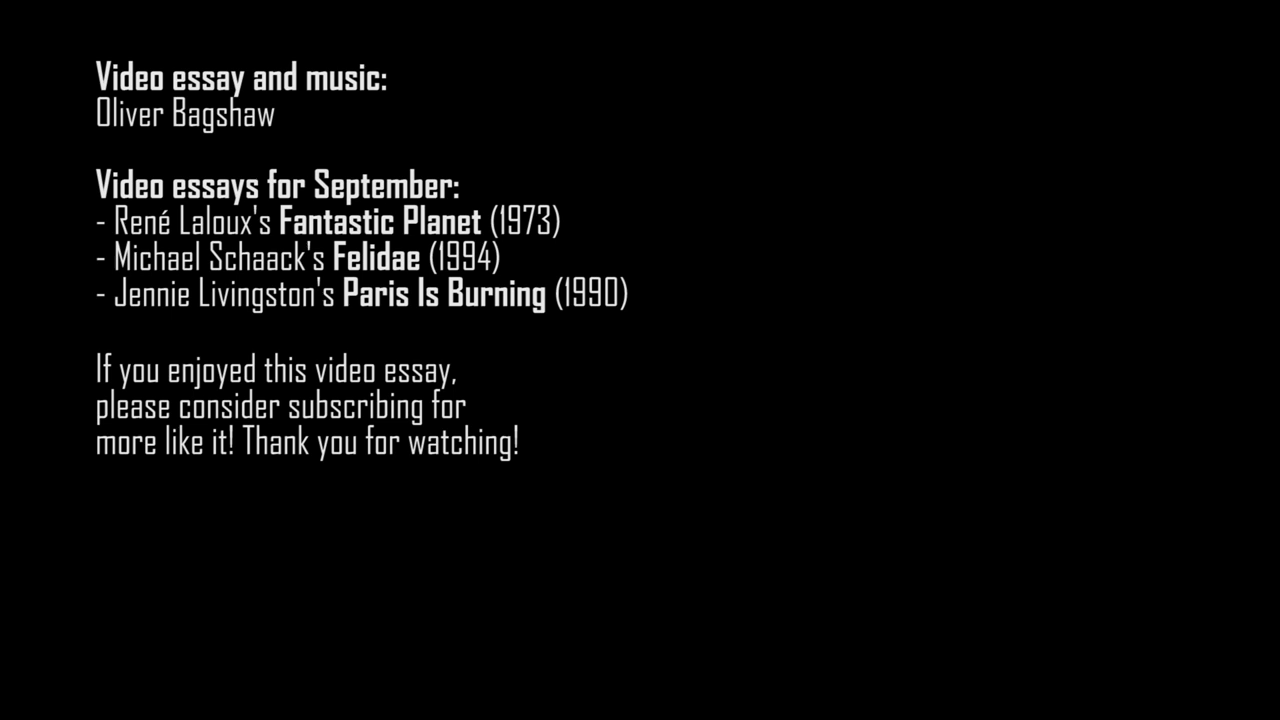 Video essay and music:
Oliver Bagshaw
Video essays for September:
- René Laloux's Fantastic Planet (1973)
- Michael Schaack's Felidae (1994)
- Jennie Livingston's Paris Is Burning (1990)
If you enjoyed this video essay,
please consider subscribing for
more like it! Thank you for watching!